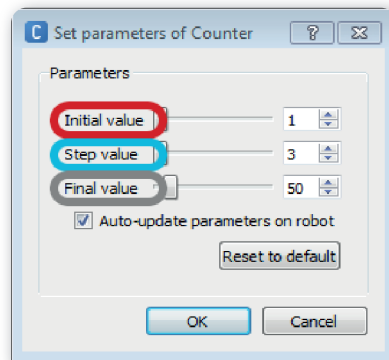 C Set parameters of Counter
Parameters
Initial value 1
Step value 3
Final value 50
Auto-update parameters on robot
Reset to default
OK Cancel